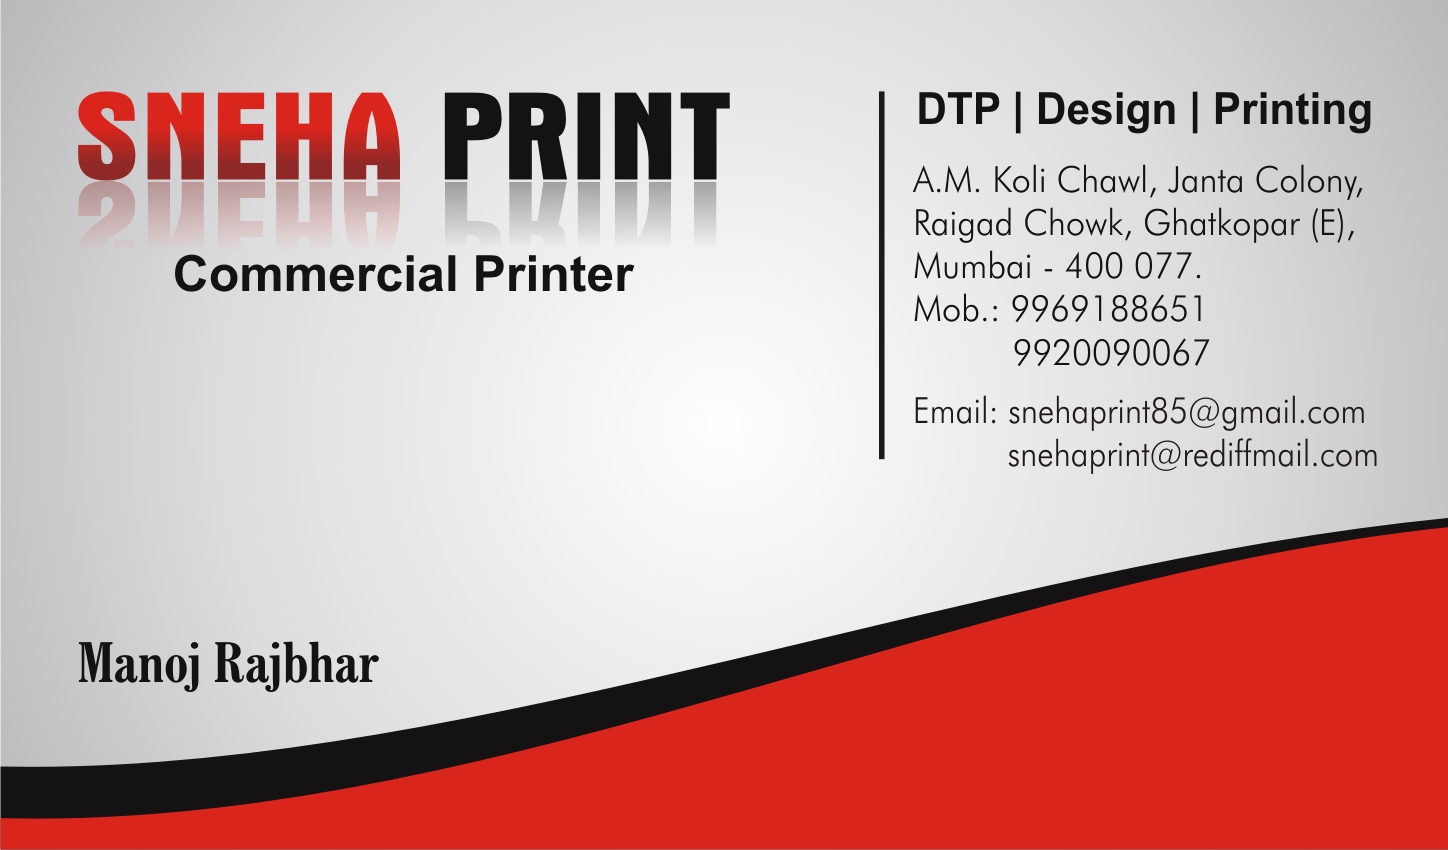 SNEHA PRINT
Commercial Printer
DTP | Design | Printing
A.M. Koli Chawl, Janta Colony,
Raigad Chowk, Ghatkopar (E),
Mumbai - 400 077.
Mob.: 9969188651
9920090067
Email: snehaprint85@gmail.com
snehaprint@rediffmail.com
Manoj Rajbhar